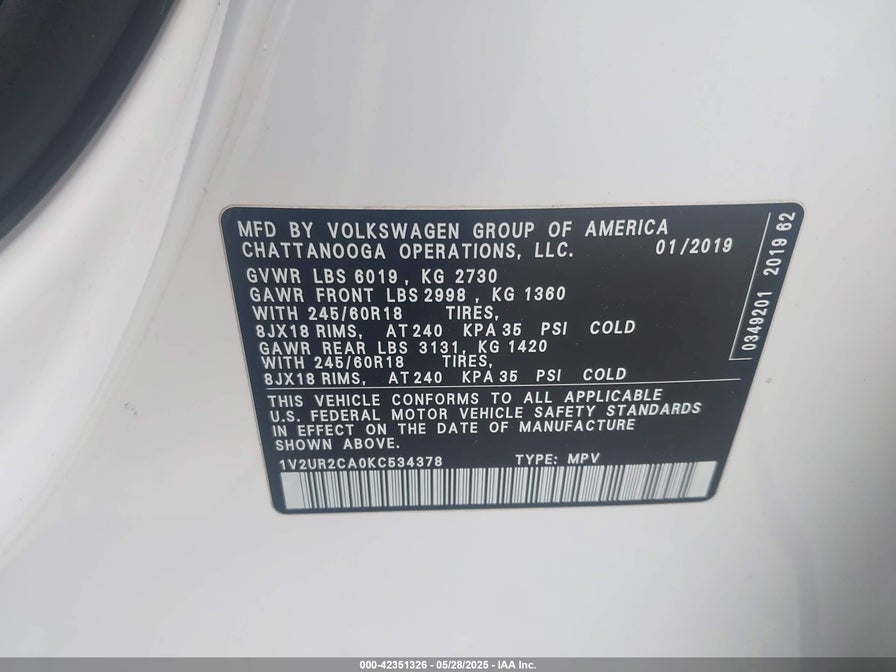 MFD BY VOLKSWAGEN GROUP OF AMERICA
CHATTANOOGA OPERATIONS, LLC. 01/2019
GVWR LBS 6019 , KG 2730
GAWR FRONT LBS 2998 , KG 1360
WITH 245/60R18 TIRES,
8JX18 RIMS, AT 240 KPA 35 PSI COLD
GAWR REAR LBS 3131, KG 1420
WITH 245/60R18 TIRES,
8JX18 RIMS, AT 240 KPA 35 PSI COLD
THIS VEHICLE CONFORMS TO ALL APPLICABLE
U.S. FEDERAL MOTOR VEHICLE SAFETY STANDARDS
IN EFFECT ON THE DATE OF MANUFACTURE
SHOWN ABOVE.
1V2UR2CA0KC534378 TYPE: MPV
0349201 2019 62
000-42351326 - 05/28/2025 - IAA Inc.